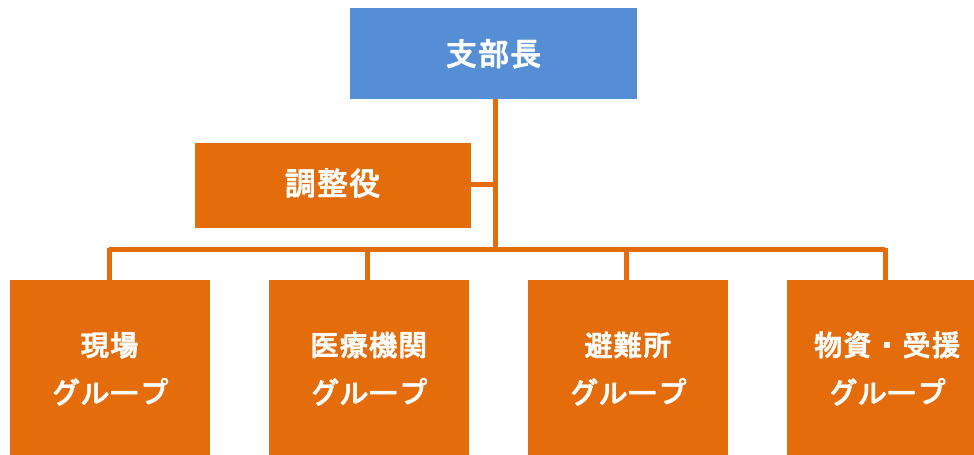 支部長
調整役
現場
グループ
医療機関
グループ
避難所
グループ
物資・受援
グループ